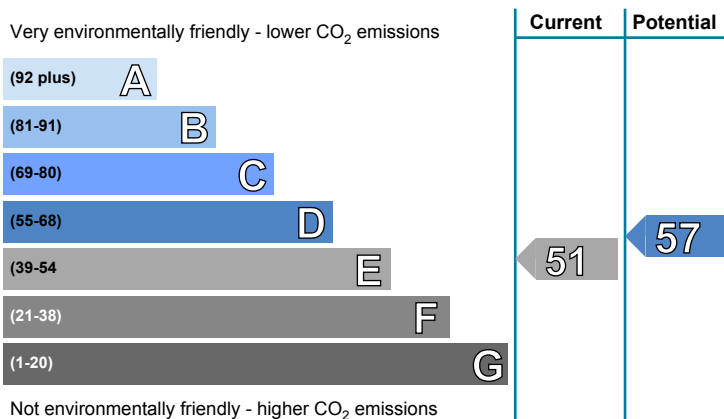 Current Potential
Very environmentally friendly - lower CO2 emissions
(92 plus) A
(81-91) B
(69-80) C
(55-68) D
57
(39-54 E
51
(21-38) F
(1-20) G
Not environmentally friendly - higher CO2 emissions